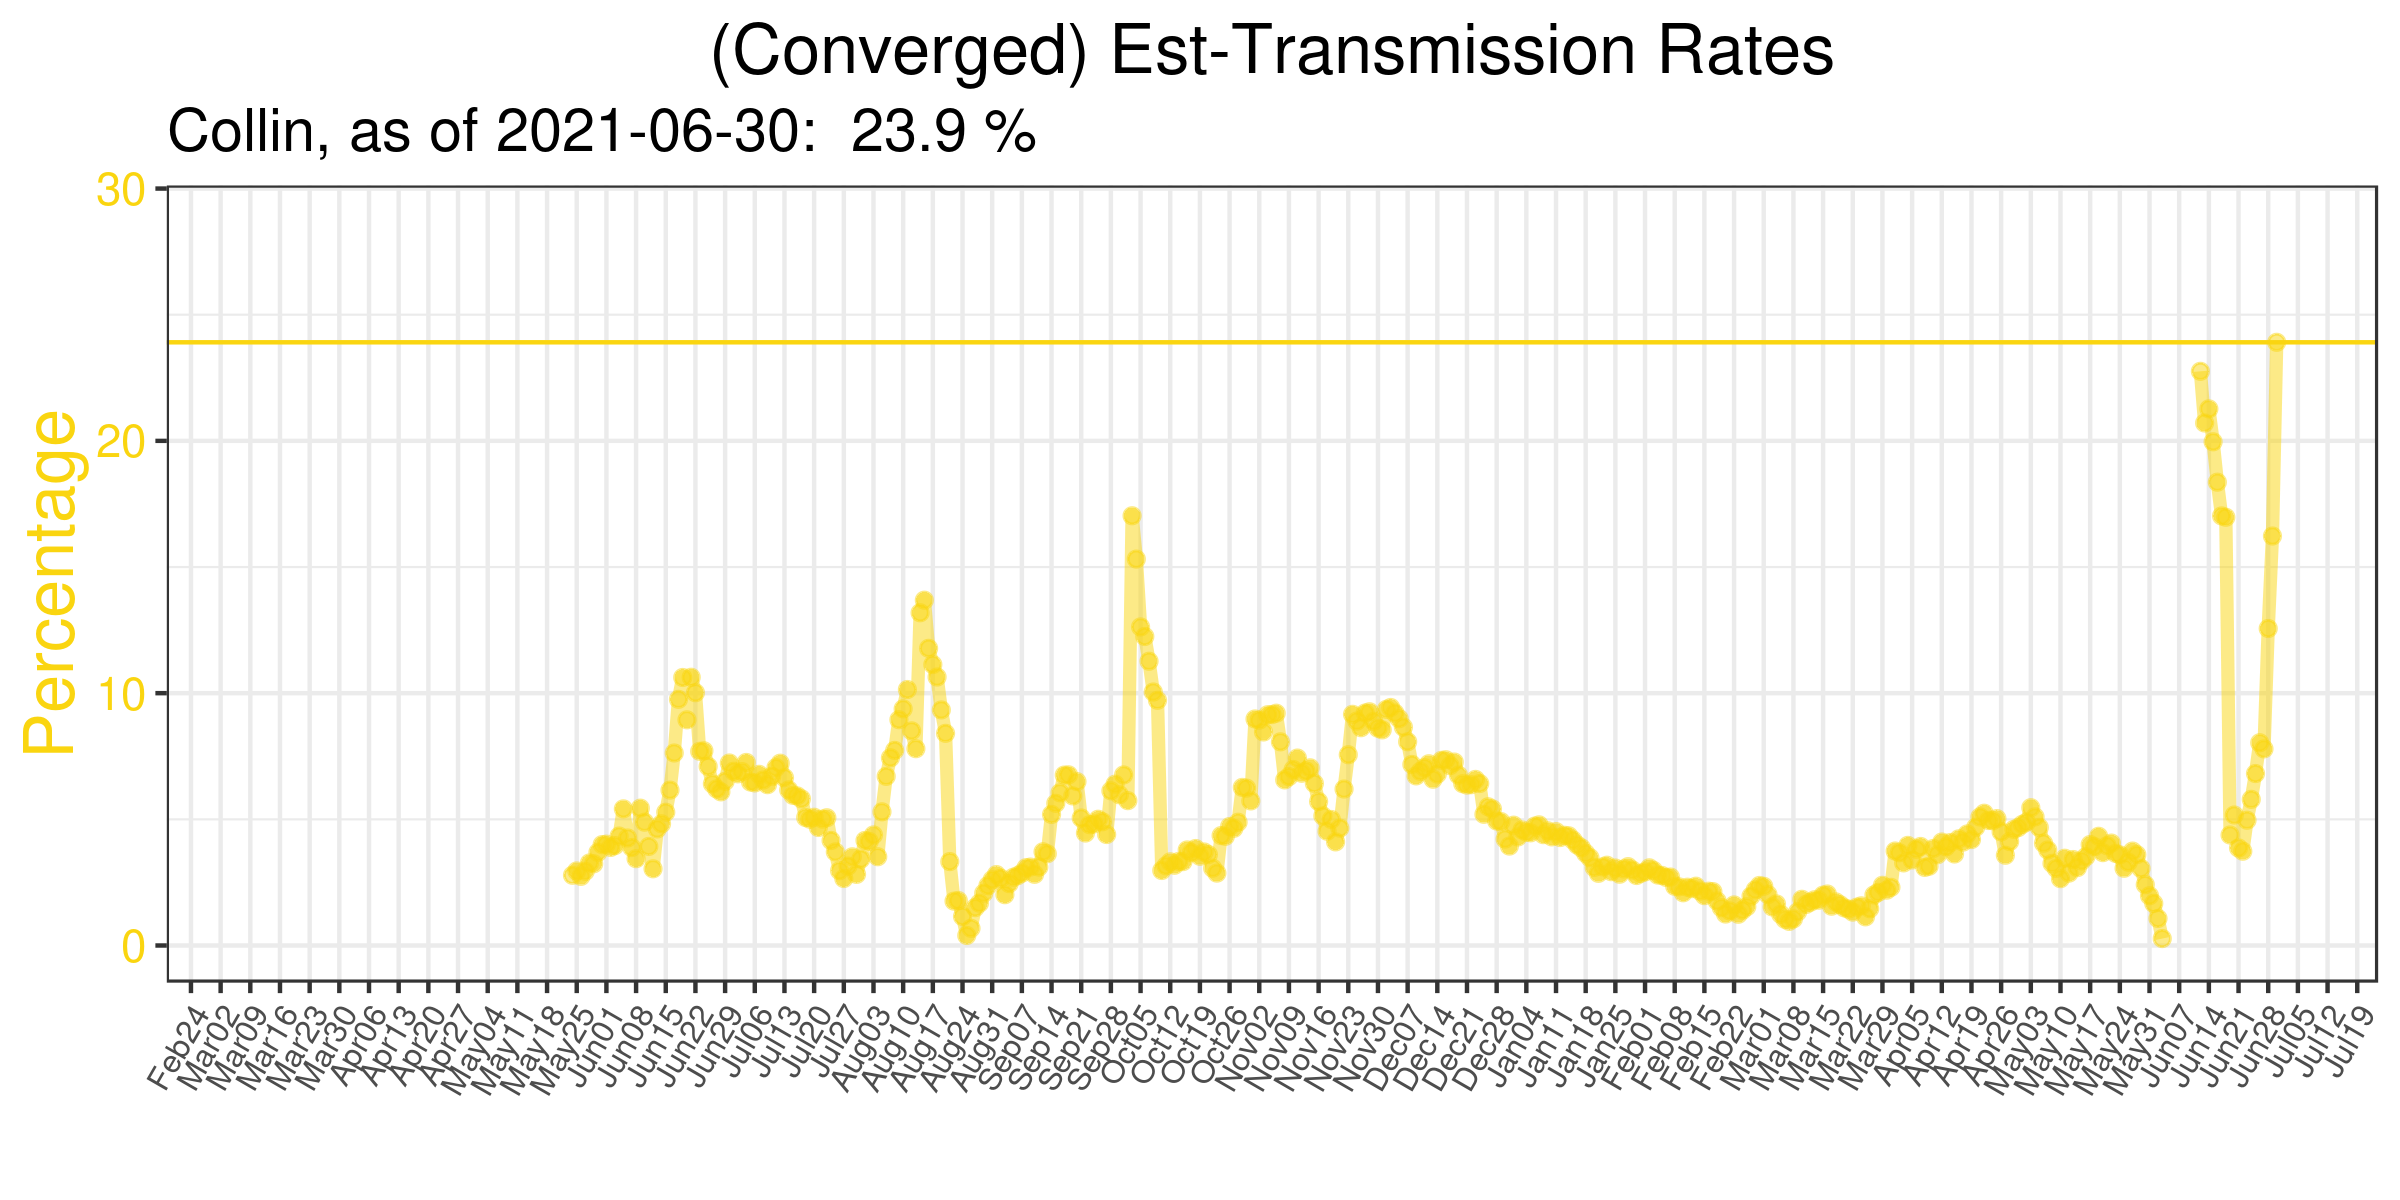 (Converged) Est-Transmission Rates
Collin, as of 2021-06-30:  23.9 %
Percentage
30
20
10
0
Feb24
Mar02
Mar09
Mar16
Mar23
Mar30
Apr06
Apr13
Apr20
Apr27
May04
May11
May18
May25
Jun01
Jun08
Jun15
Jun22
Jun29
Jul06
Jul13
Jul20
Jul27
Aug03
Aug10
Aug17
Aug24
Aug31
Sep07
Sep14
Sep21
Sep28
Oct05
Oct12
Oct19
Oct26
Nov02
Nov09
Nov16
Nov23
Nov30
Dec07
Dec14
Dec21
Dec28
Jan04
Jan11
Jan18
Jan25
Feb01
Feb08
Feb15
Feb22
Mar01
Mar08
Mar15
Mar22
Mar29
Apr05
Apr12
Apr19
Apr26
May03
May10
May17
May24
May31
Jun07
Jun14
Jun21
Jun28
Jul05
Jul12
Jul19